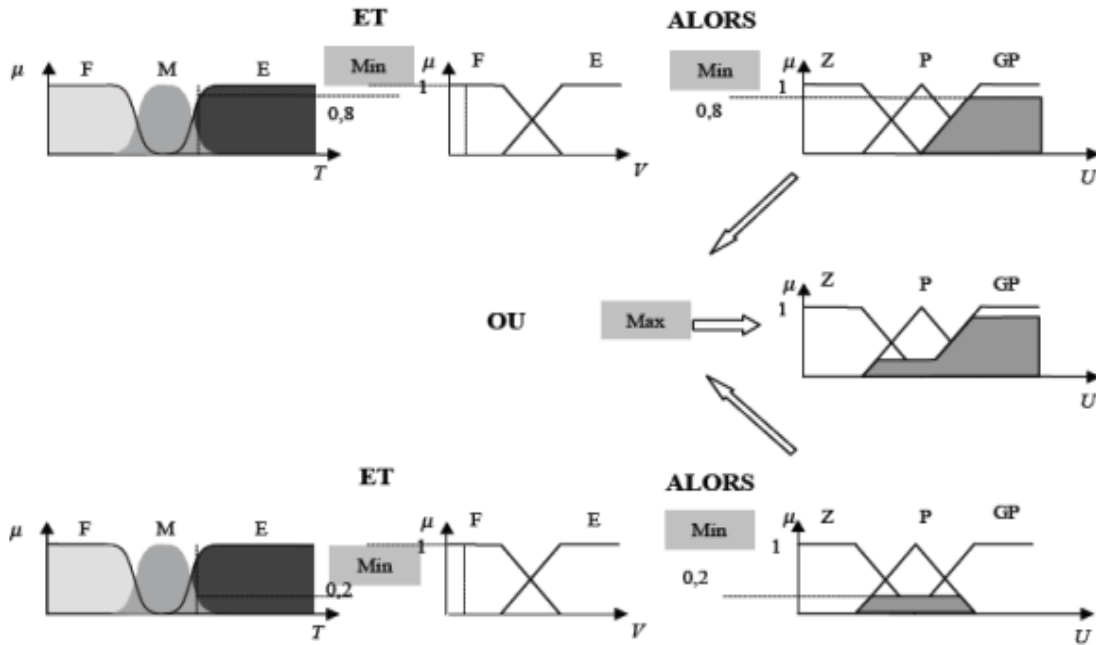 ET ALORS
μ F M E Min μ F E Min μ Z P GP
1 1
0,8 0,8
T V U
μ Z P GP
OU Max 1
U
ET ALORS
μ F M E μ F E Min μ Z P GP
1 1
0,2 Min 0,2
T V U